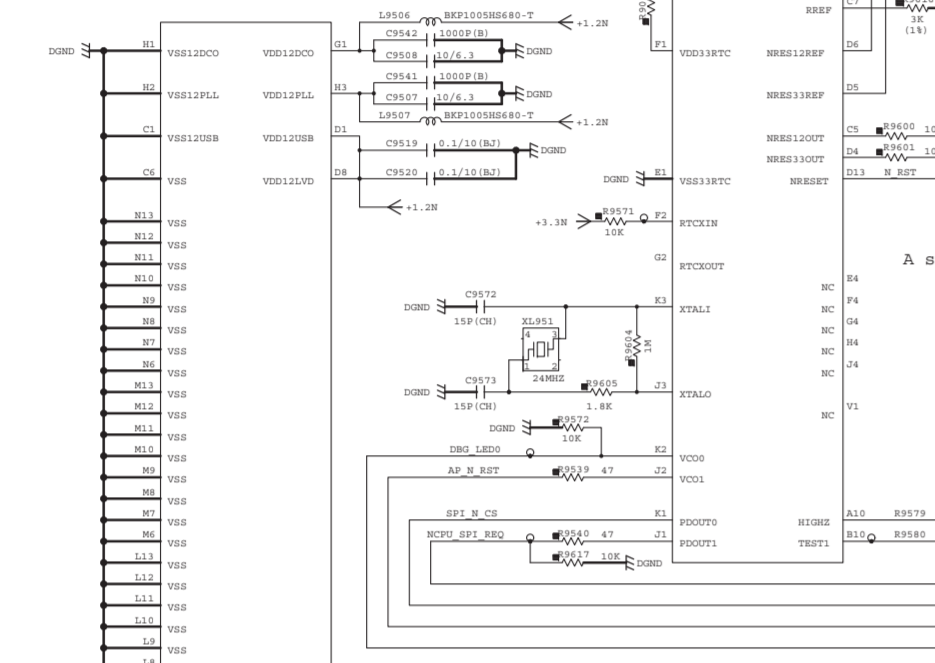 L9506 BKP1005HS680-T +1.2N
C9542 1000P(B)
DGND H1 VSS12DCO VDD12DCO G1 DGND
C9508 10/6.3
C9541 1000P(B)
H2 VSS12PLL VDD12PLL H3 DGND
C9507 10/6.3
L9507 BKP1005HS680-T +1.2N
C1 VSS12USB VDD12USB D1
C9519 0.1/10(BJ) DGND
C6 VSS VDD12LVD D8
C9520 0.1/10(BJ)
+1.2N
N13 VSS
N12 VSS
N11 VSS
N10 VSS
N9 VSS
N8 VSS
N7 VSS
N6 VSS
M13 VSS
M12 VSS
M11 VSS
M10 VSS
M9 VSS
M8 VSS
M7 VSS
M6 VSS
L13 VSS
L12 VSS
L11 VSS
L10 VSS
L9 VSS
L8
RREF C7
3K
(1%)
F1 VDD33RTC NRES12REF D6
NRES33REF D5
NRES12OUT C5 R9600 10
NRES33OUT D4 R9601 10
DGND E1 VSS33RTC NRESET D13 N_RST
+3.3N R9571 F2 RTCXIN
10K
G2 RTCXOUT
A s
NC E4
NC F4
NC G4
NC H4
NC J4
NC V1
DGND C9572 K3 XTALI
15P(CH)
XL951
4 3
1 2
24MHZ
R9604 1M
DGND C9573 R9605 J3 XTALO
15P(CH) 1.8K
DGND R9572
10K
DBG_LED0 K2 VCO0
AP_N_RST R9539 47 J2 VCO1
SPI_N_CS K1 PDOUT0 HIGHZ A10 R9579
NCPU_SPI_REQ R9540 47 J1 PDOUT1 TEST1 B10 R9580
R9617 10K DGND